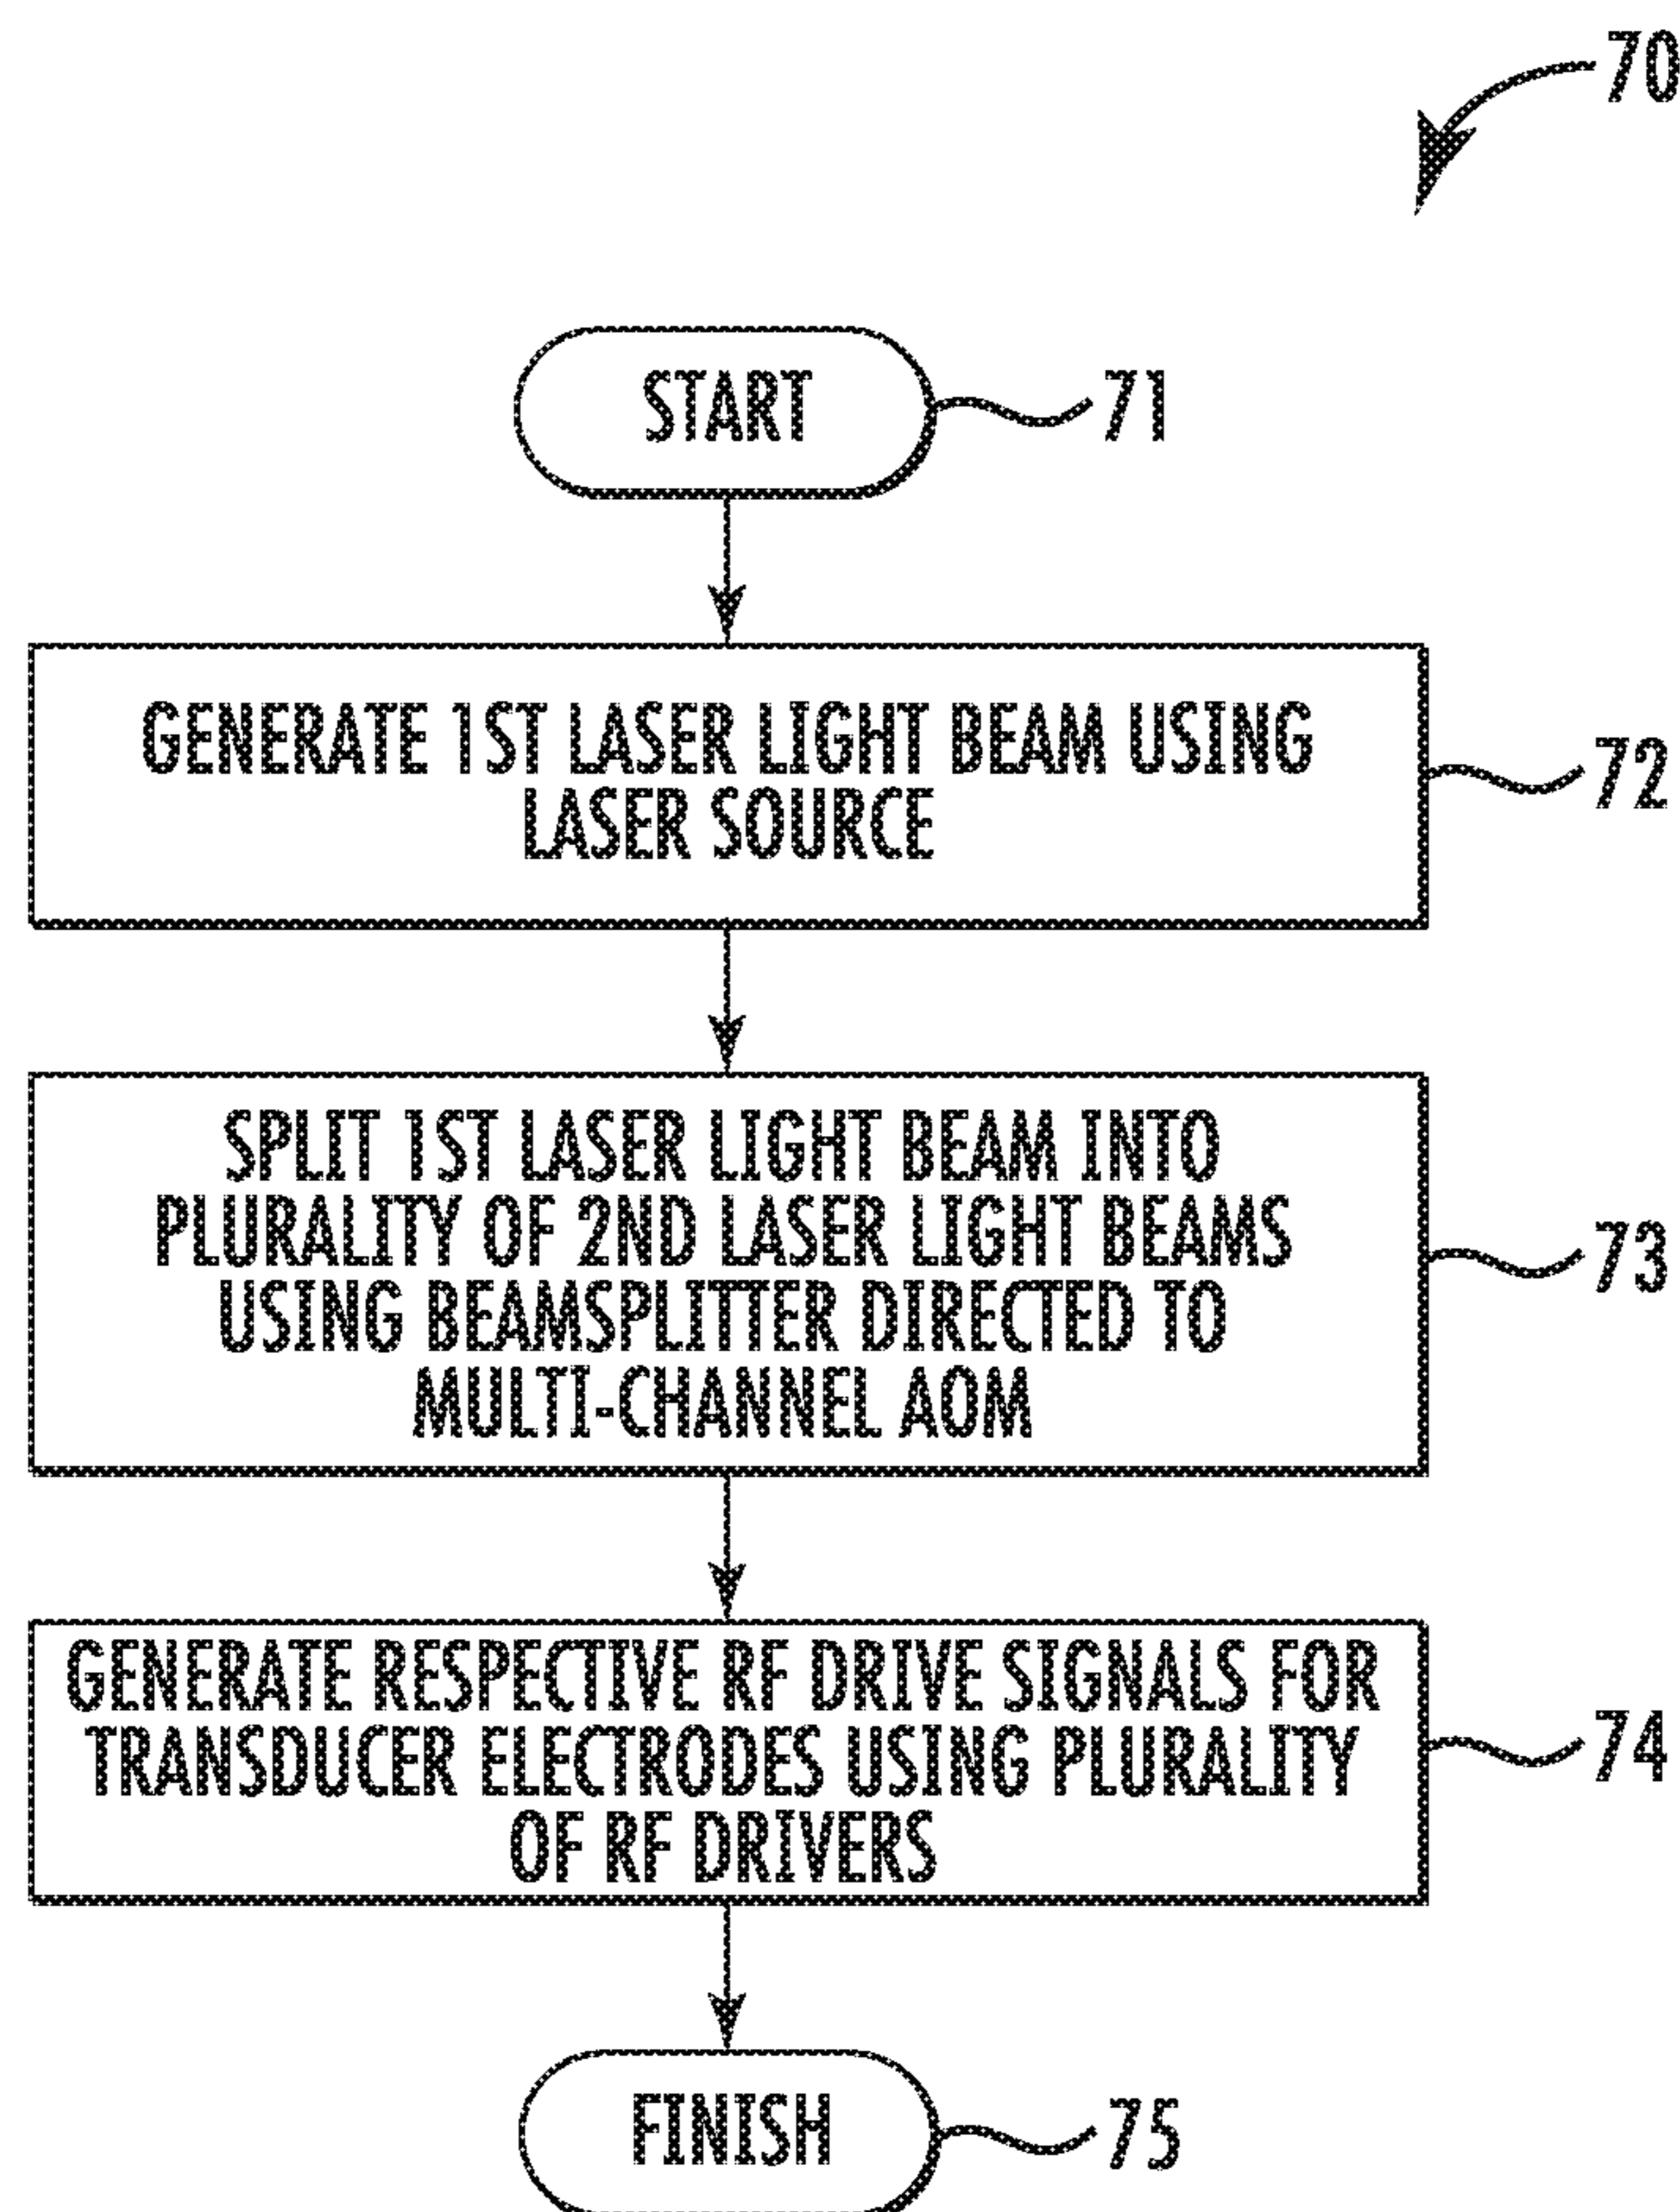 70
START
71
GENERATE 1ST LASER LIGHT BEAM USING
LASER SOURCE
72
SPLIT 1ST LASER LIGHT BEAM INTO
PLURALITY OF 2ND LASER LIGHT BEAMS
USING BEAMSPLITTER DIRECTED TO
MULTI-CHANNEL AOM
73
GENERATE RESPECTIVE RF DRIVE SIGNALS FOR
TRANSDUCER ELECTRODES USING PLURALITY
OF RF DRIVERS
74
FINISH
75